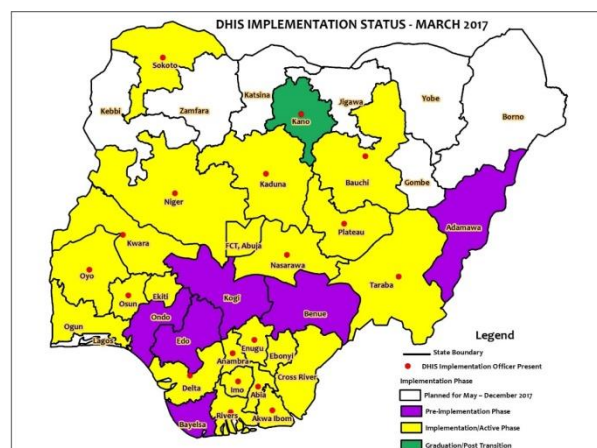 DHIS IMPLEMENTATION STATUS - MARCH 2017
Sokoto
Katsina
Kebbi
Zamfara
Kano
Jigawa
Yobe
Borno
Kaduna
Bauchi
Gombe
Niger
Adamawa
Plateau
Kwara
FCT, Abuja
Nasarawa
Taraba
Oyo
Osun
Ekiti
Kogi
Benue
Ogun
Ondo
Lagos
Edo
Enugu
Anambra
Ebonyi
Cross River
Delta
Imo
Abia
Bayelsa
Rivers
Akwa Ibom
Legend
State Boundary
DHIS Implementation Officer Present
Implementation Phase
Planned for May – December 2017
Pre-Implementation Phase
Implementation/Active Phase
Graduation/Post Transition